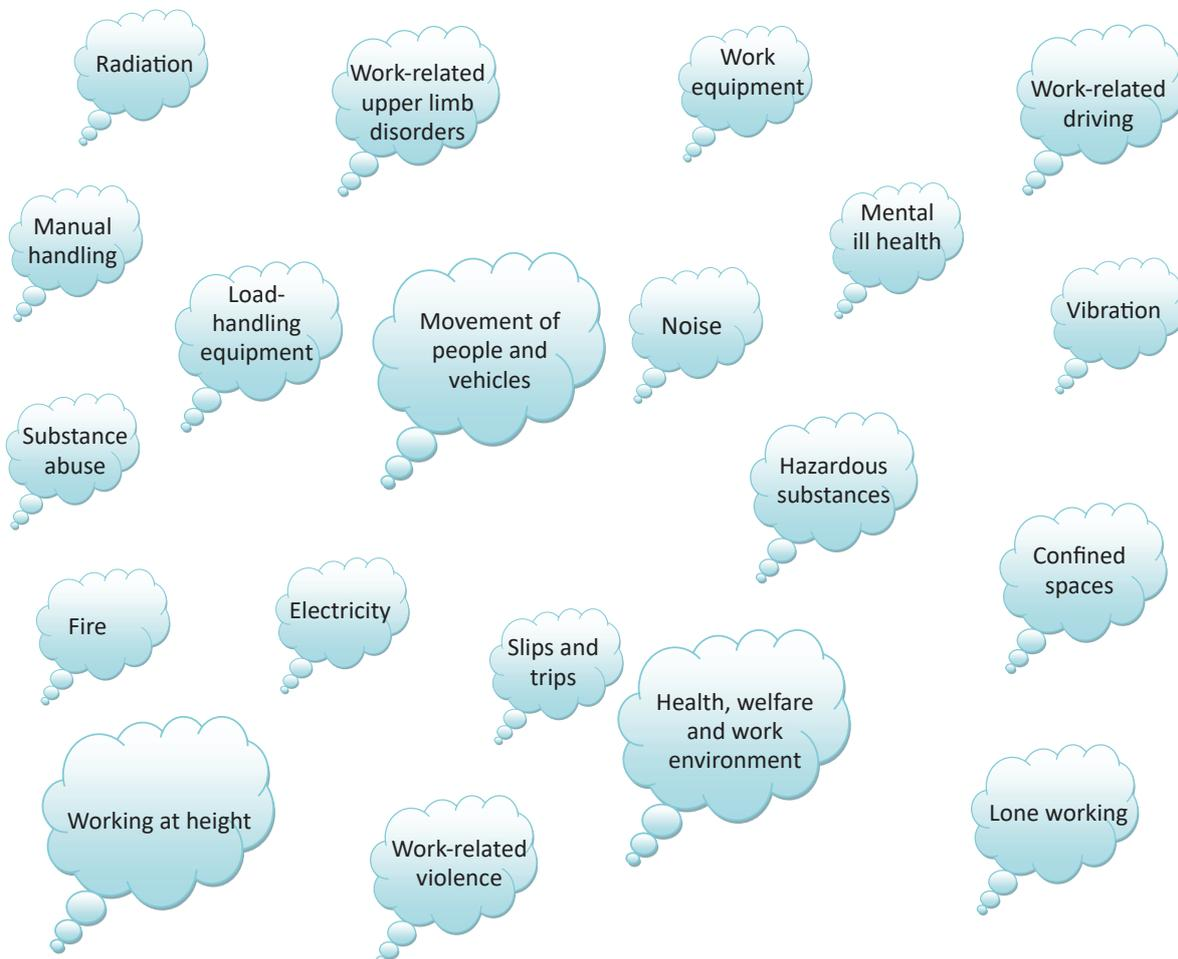 Radiation
Work-related
upper limb
disorders
Work
equipment
Work-related
driving
Manual
handling
Mental
ill health
Load-
handling
equipment
Movement of
people and
vehicles
Noise
Vibration
Substance
abuse
Hazardous
substances
Confined
spaces
Fire
Electricity
Slips and
trips
Health, welfare
and work
environment
Working at height
Work-related
violence
Lone working